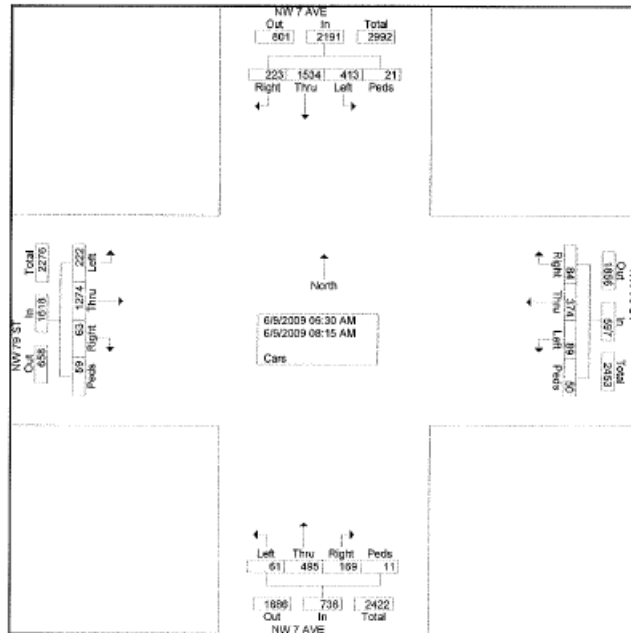 NW 7 AVE
Out In Total
801 2191 2992
223 1534 413 21
Right Thru Left Peds
NW 79 ST
Total In Out
2276 1618 658
222 1274 63 59
Left Thru Right Peds
North
6/9/2009 06:30 AM
6/9/2009 08:15 AM
Cars
Right Thru Left Peds
84 374 89 50
Out In Total
1856 597 2453
Left Thru Right Peds
61 495 169 11
1686 736 2422
Out In Total
NW 7 AVE